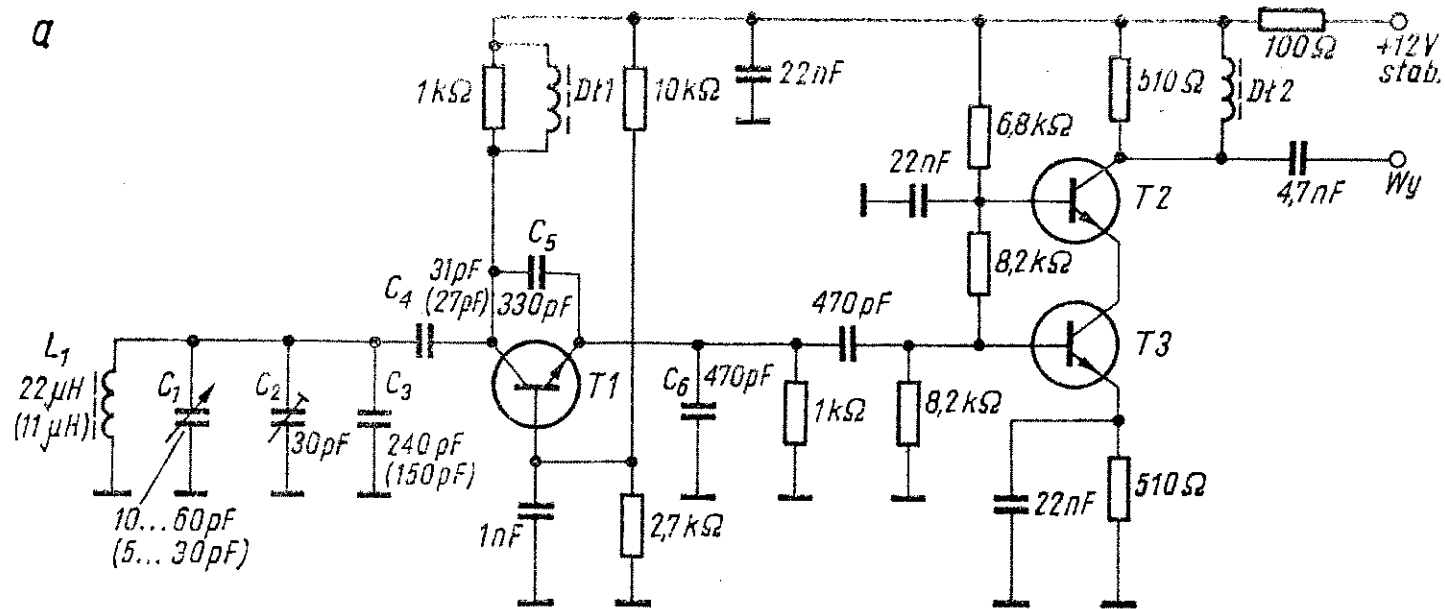 a
1kΩ
Dł1
10kΩ
22nF
100Ω
+12V
stab.
510Ω
Dł2
6,8kΩ
22nF
T2
4,7nF
Wy
8,2kΩ
C5
31pF
C4
(27pF)
330pF
470pF
T3
L1
22μH
(11μH)
C1
C2
30pF
C3
240pF
(150pF)
T1
C6
470pF
1kΩ
8,2kΩ
10...60pF
(5...30pF)
1nF
2,7kΩ
22nF
510Ω